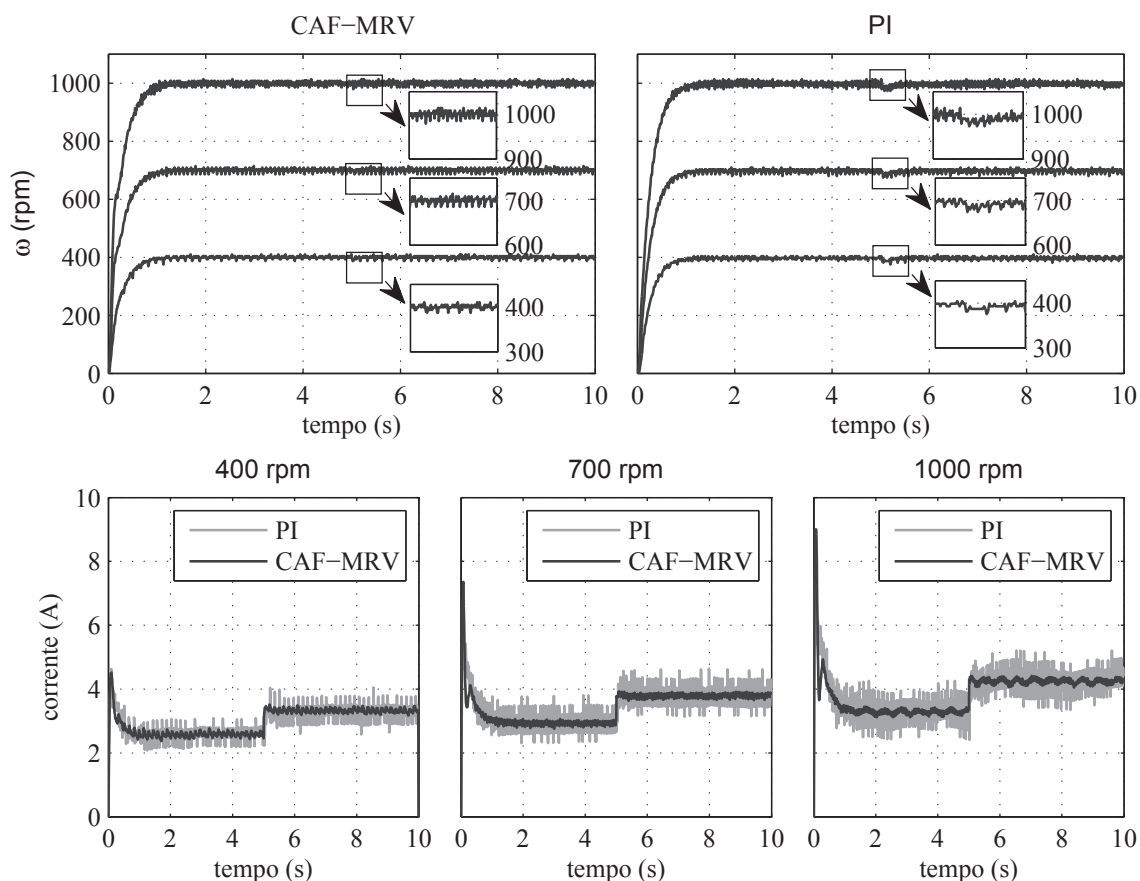 CAF−MRV
PI
ω (rpm)
1000
800
600
400
200
0
1000
900
700
600
400
300
0 2 4 6 8 10
tempo (s)
1000
900
700
600
400
300
0 2 4 6 8 10
tempo (s)
400 rpm
700 rpm
1000 rpm
corrente (A)
10
8
6
4
2
0
PI
CAF−MRV
0 2 4 6 8 10
tempo (s)
PI
CAF−MRV
0 2 4 6 8 10
tempo (s)
PI
CAF−MRV
0 2 4 6 8 10
tempo (s)